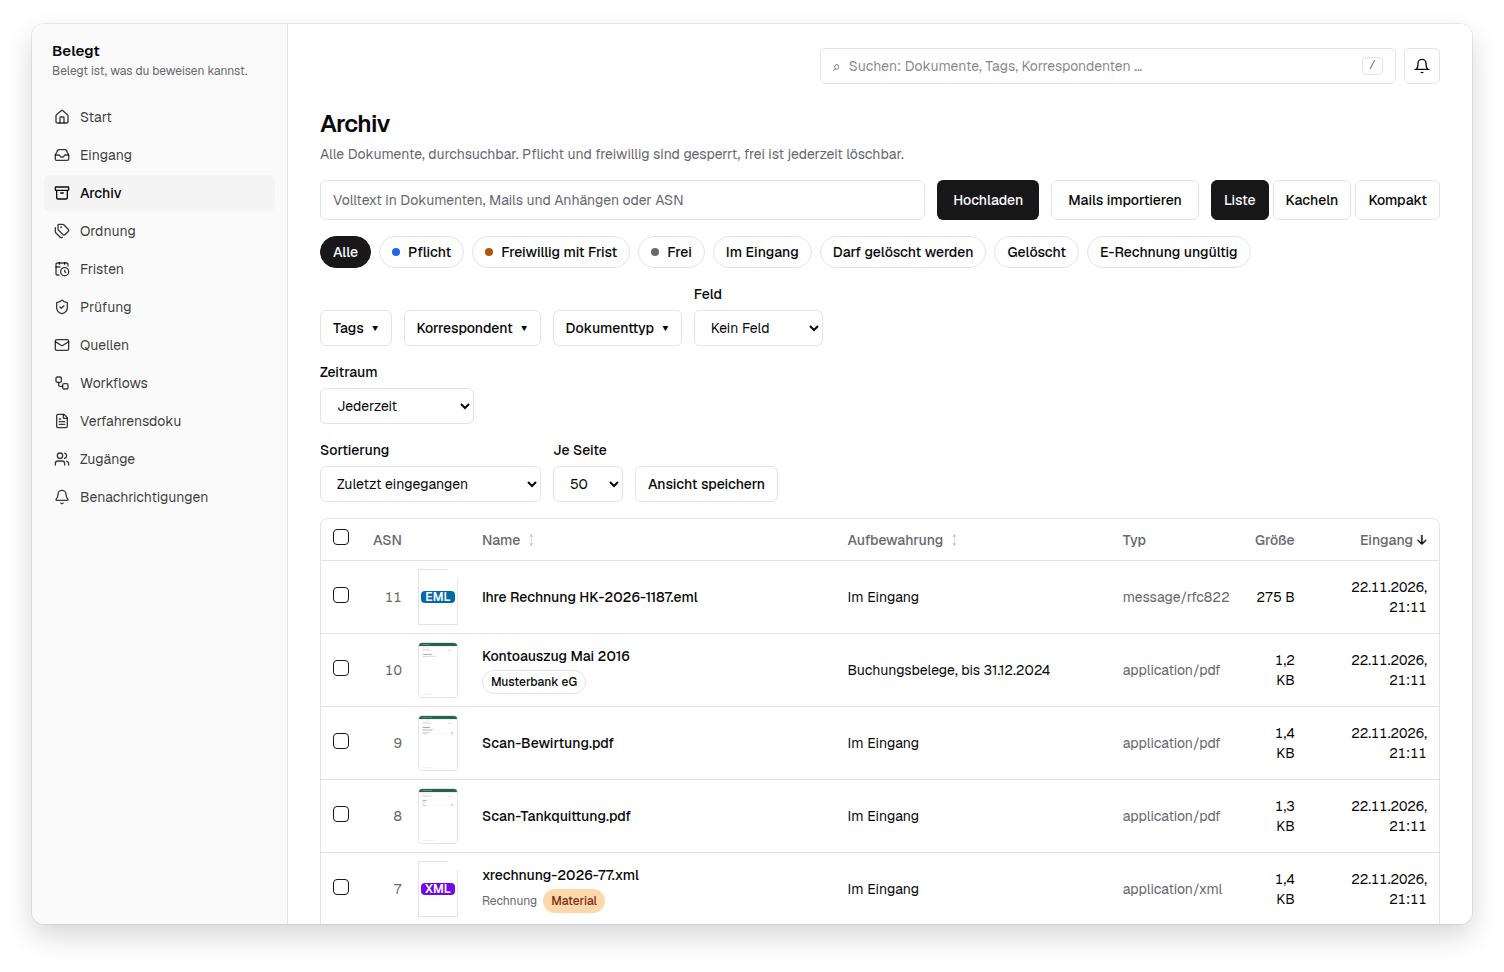 Belegt
Belegt ist, was du beweisen kannst.
Start
Eingang
Archiv
Ordnung
Fristen
Prüfung
Quellen
Workflows
Verfahrensdoku
Zugänge
Benachrichtigungen
Suchen: Dokumente, Tags, Korrespondenten … /
Archiv
Alle Dokumente, durchsuchbar. Pflicht und freiwillig sind gesperrt, frei ist jederzeit löschbar.
Volltext in Dokumenten, Mails und Anhängen oder ASN Hochladen Mails importieren Liste Kacheln Kompakt
Alle Pflicht Freiwillig mit Frist Frei Im Eingang Darf gelöscht werden Gelöscht E-Rechnung ungültig
Feld
Tags ▾ Korrespondent ▾ Dokumenttyp ▾ Kein Feld
Zeitraum
Jederzeit
Sortierung Je Seite
Zuletzt eingegangen 50 Ansicht speichern
ASN Name ↕ Aufbewahrung ↕ Typ Größe Eingang ↓
11 EML Ihre Rechnung HK-2026-1187.eml Im Eingang message/rfc822 275 B 22.11.2026, 21:11
10 Kontoauszug Mai 2016 Buchungsbelege, bis 31.12.2024 application/pdf 1,2 KB 22.11.2026, 21:11
Musterbank eG
9 Scan-Bewirtung.pdf Im Eingang application/pdf 1,4 KB 22.11.2026, 21:11
8 Scan-Tankquittung.pdf Im Eingang application/pdf 1,3 KB 22.11.2026, 21:11
7 XML xrechnung-2026-77.xml Im Eingang application/xml 1,4 KB 22.11.2026, 21:11
Rechnung Material